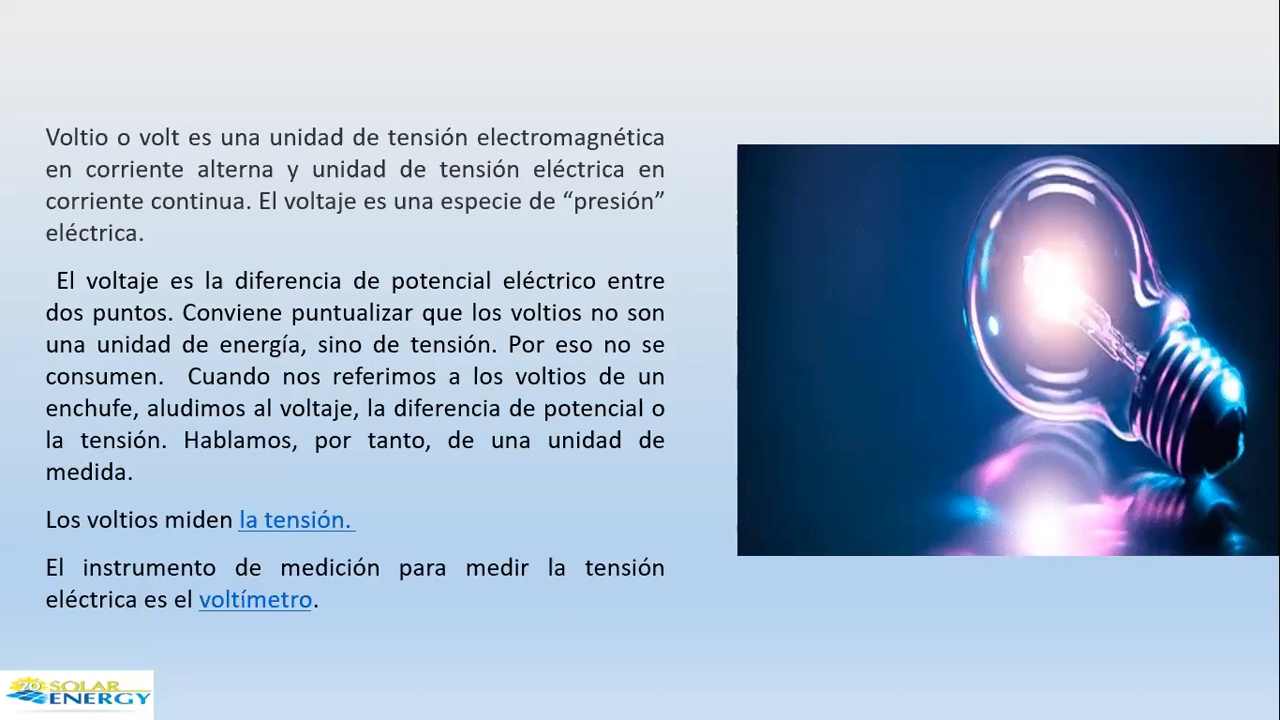 Voltio o volt es una unidad de tensión electromagnética
en corriente alterna y unidad de tensión eléctrica en
corriente continua. El voltaje es una especie de “presión”
eléctrica.
El voltaje es la diferencia de potencial eléctrico entre
dos puntos. Conviene puntualizar que los voltios no son
una unidad de energía, sino de tensión. Por eso no se
consumen. Cuando nos referimos a los voltios de un
enchufe, aludimos al voltaje, la diferencia de potencial o
la tensión. Hablamos, por tanto, de una unidad de
medida.
Los voltios miden la tensión.
El instrumento de medición para medir la tensión
eléctrica es el voltímetro.
20 SOLAR
ENERGY